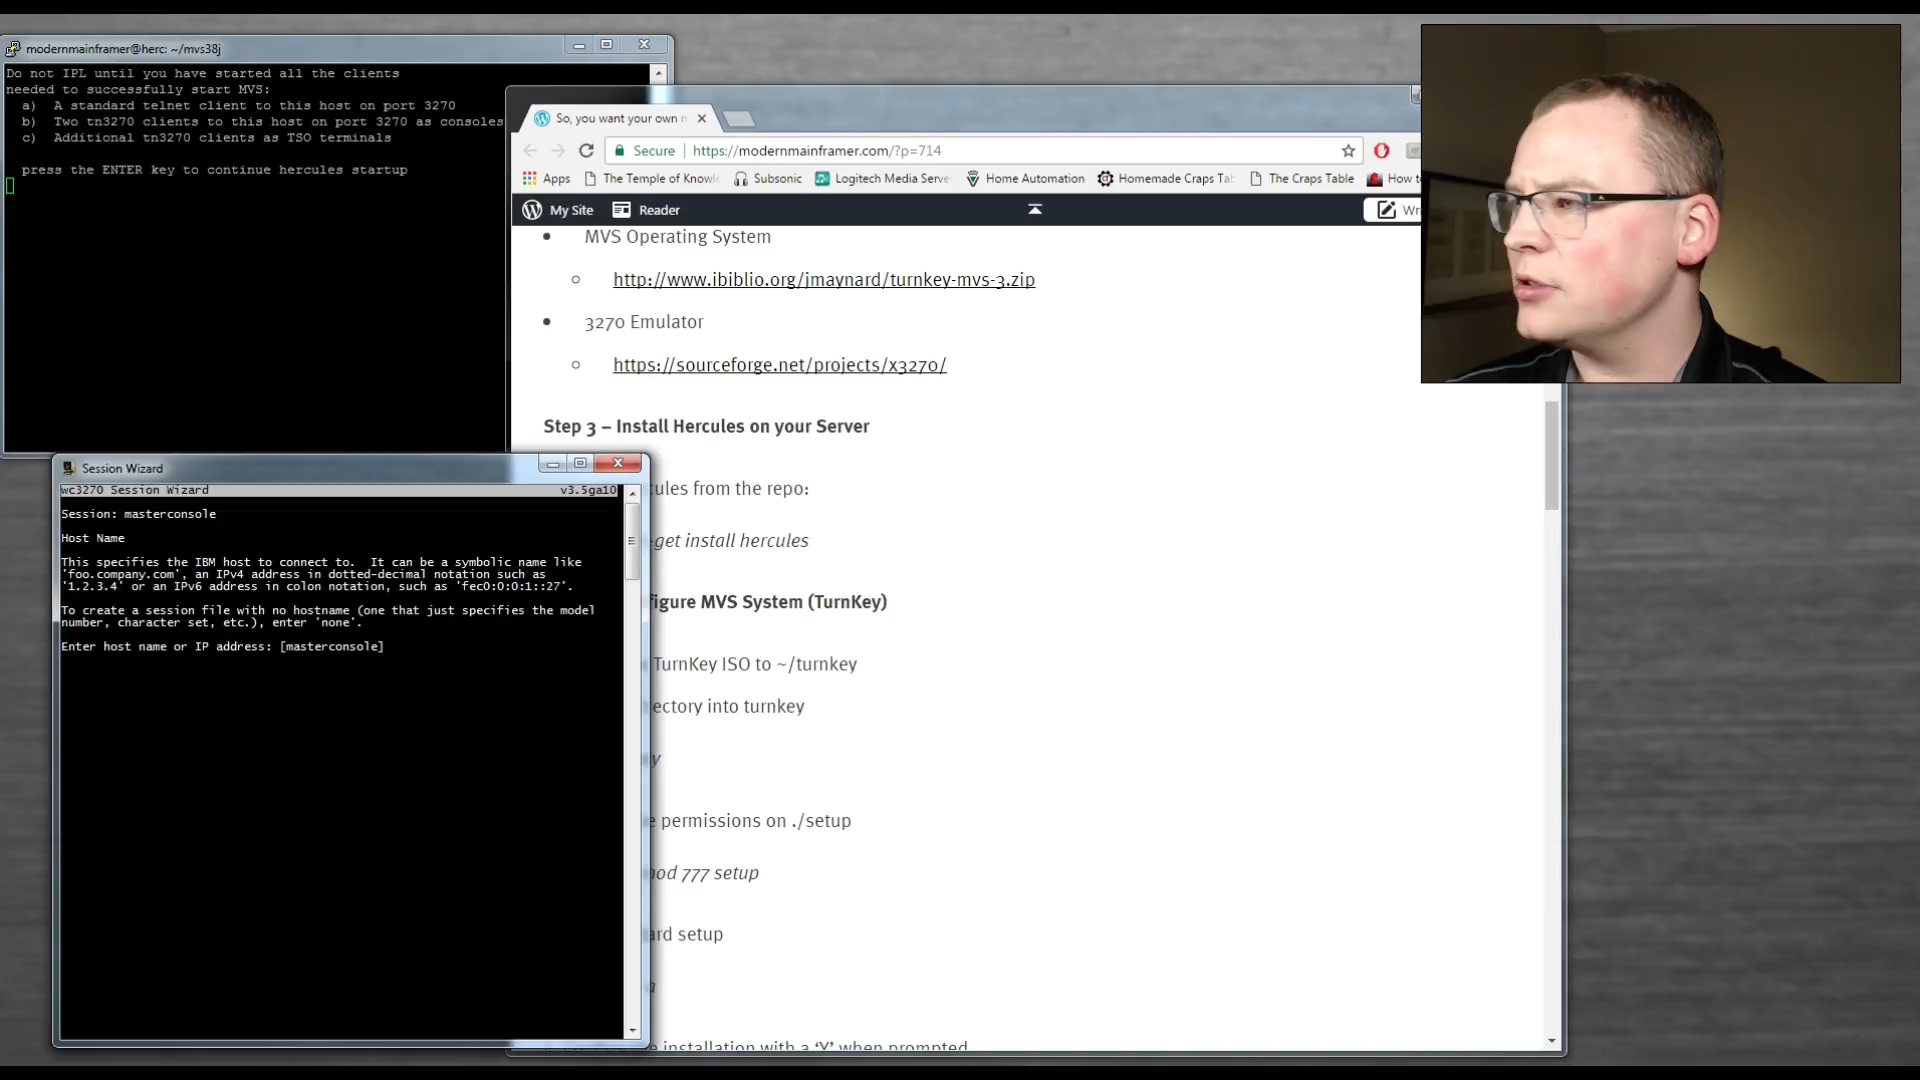 modernmainframer@herc: ~/mvs38j
Do not IPL until you have started all the clients
needed to successfully start MVS:
a) A standard telnet client to this host on port 3270
b) Two tn3270 clients to this host on port 3270 as consoles
c) Additional tn3270 clients as TSO terminals
press the ENTER key to continue hercules startup
So, you want your own
Secure https://modernmainframer.com/?p=714
Apps The Temple of Knowl Subsonic Logitech Media Serve Home Automation Homemade Craps Tab The Craps Table How to
My Site Reader Wr
MVS Operating System
http://www.ibiblio.org/jmaynard/turnkey-mvs-3.zip
3270 Emulator
https://sourceforge.net/projects/x3270/
Step 3 – Install Hercules on your Server
ules from the repo:
-get install hercules
figure MVS System (TurnKey)
TurnKey ISO to ~/turnkey
ectory into turnkey
y
e permissions on ./setup
mod 777 setup
ard setup
installation with a ‘Y’ when prompted
Session Wizard
wc3270 Session Wizard v3.5ga10
Session: masterconsole
Host Name
This specifies the IBM host to connect to. It can be a symbolic name like
'foo.company.com', an IPv4 address in dotted-decimal notation such as
'1.2.3.4' or an IPv6 address in colon notation, such as 'fec0:0:0:1::27'.
To create a session file with no hostname (one that just specifies the model
number, character set, etc.), enter 'none'.
Enter host name or IP address: [masterconsole]